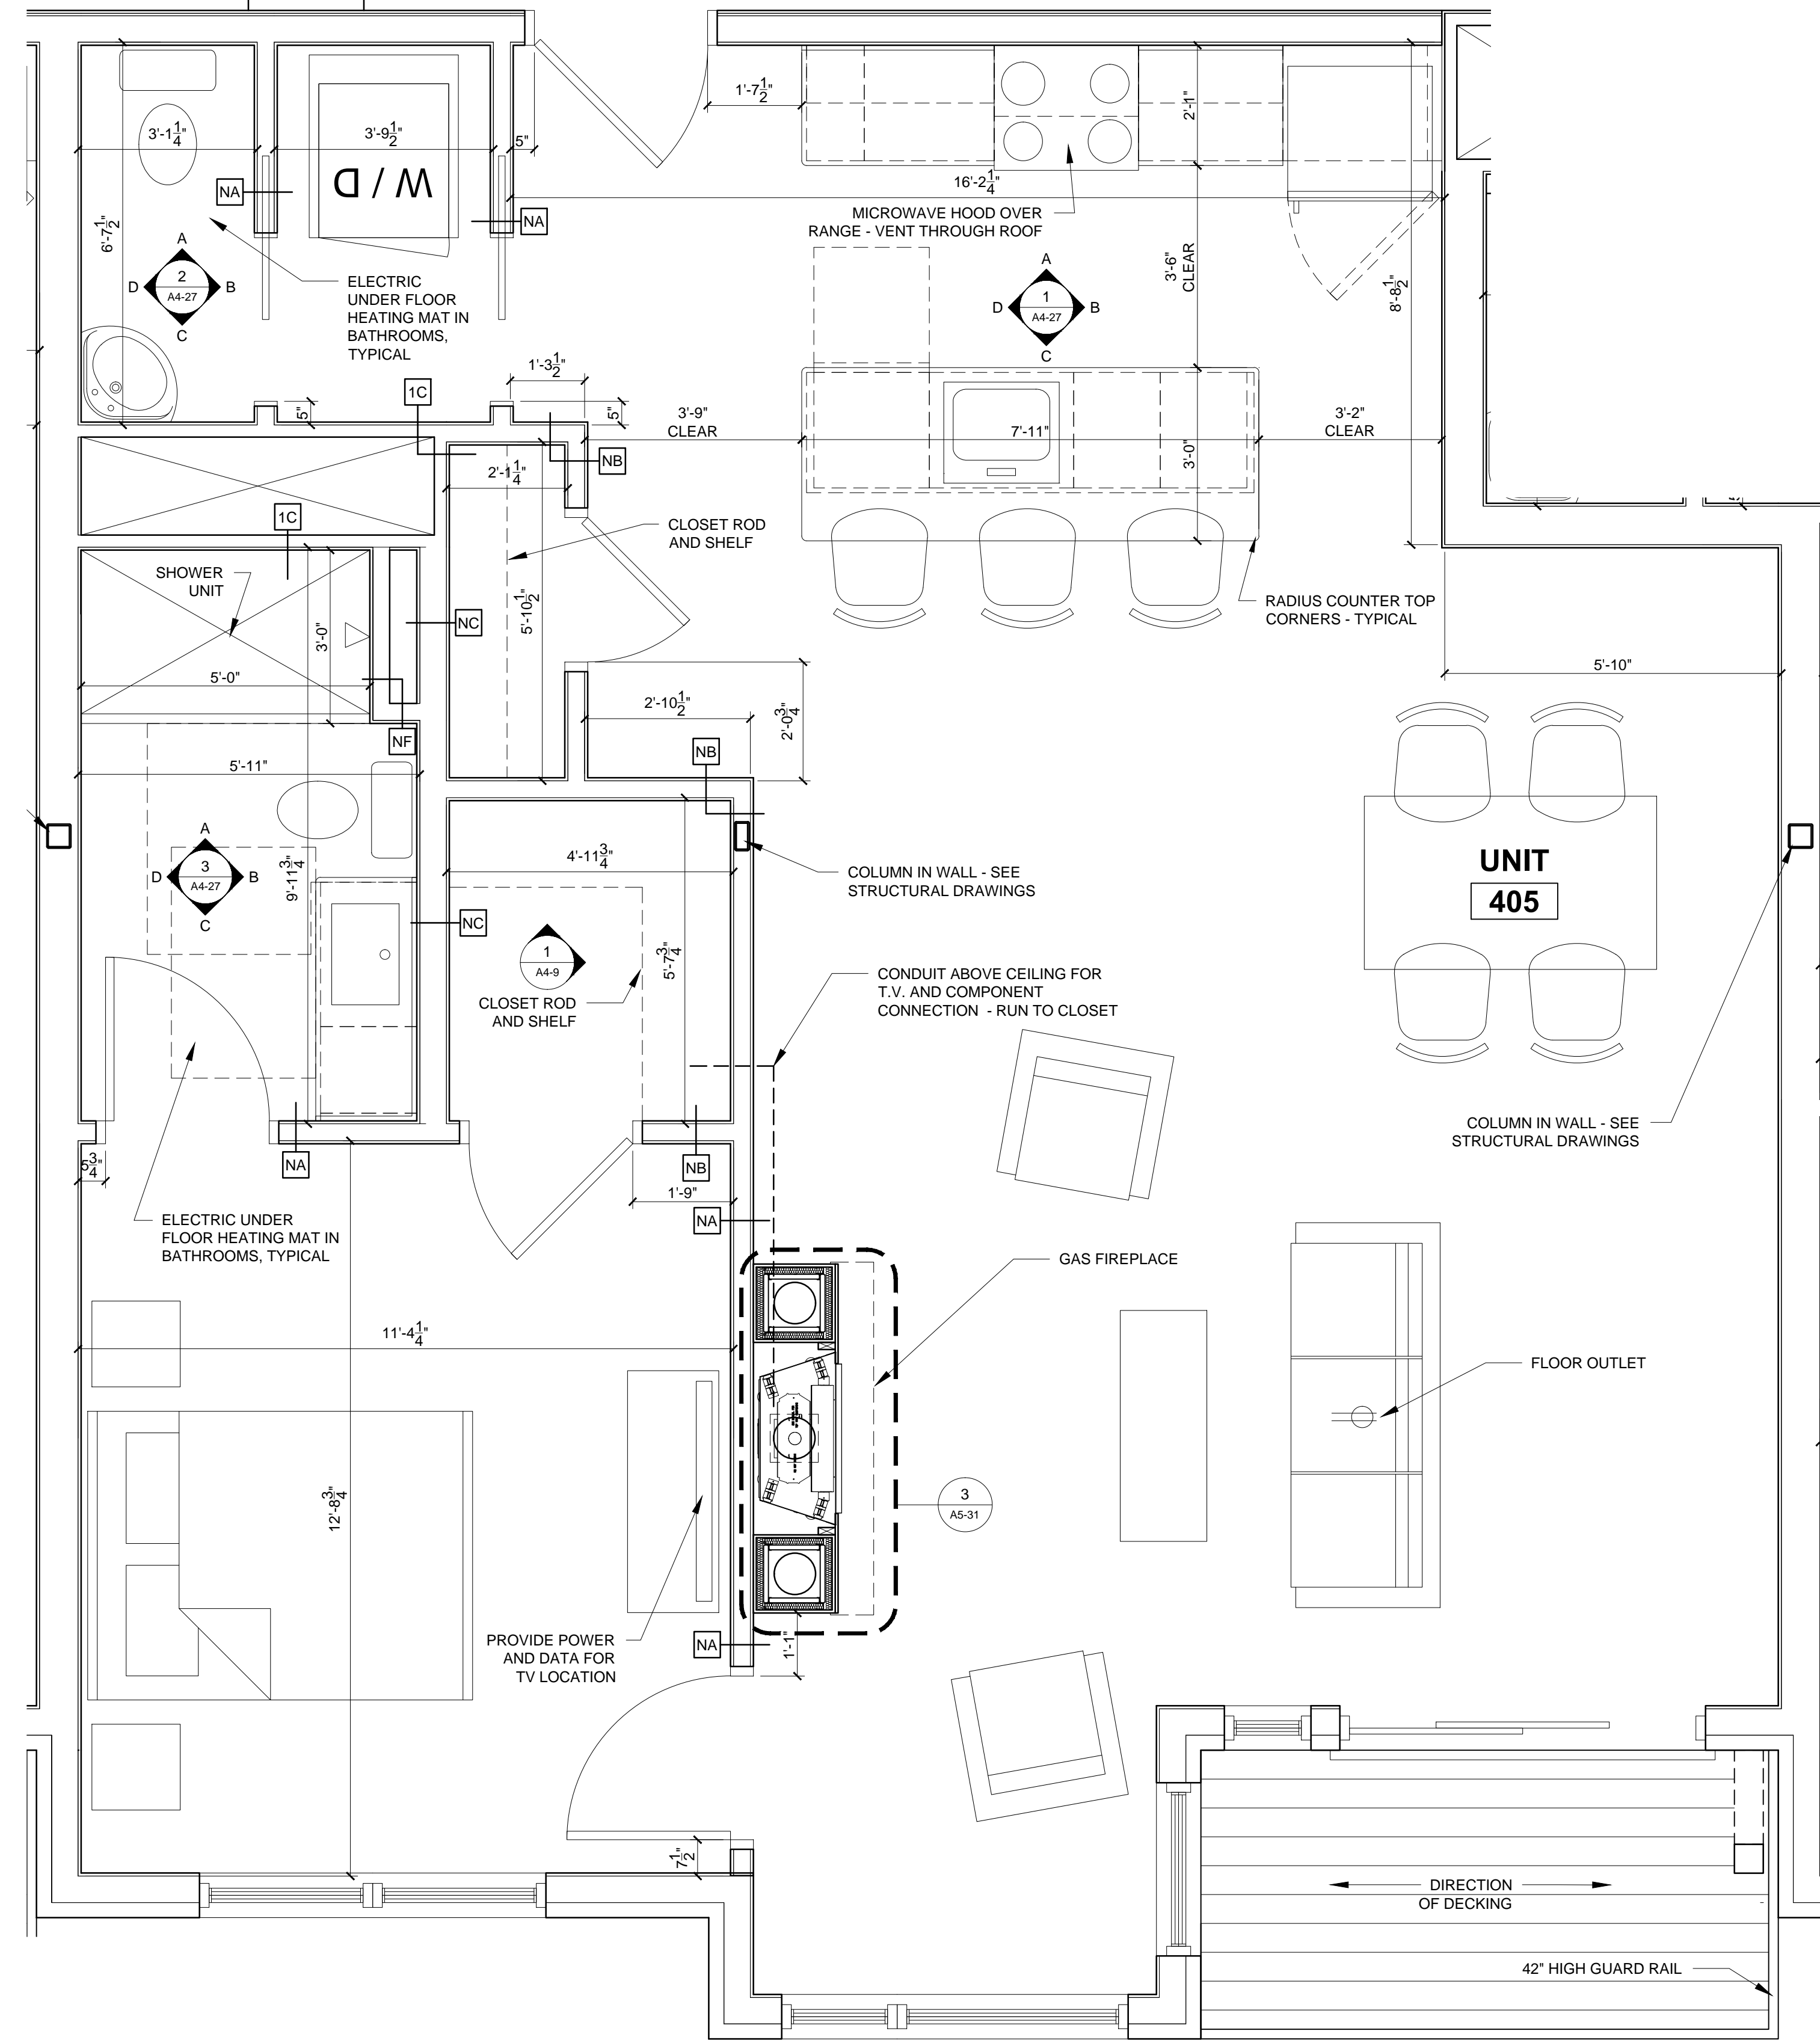 1'-7 1/2"
2'-1"
3'-1 1/4"
3'-9 1/2"
5"
W / D
NA
NA
16'-2 1/4"
MICROWAVE HOOD OVER
RANGE - VENT THROUGH ROOF
6'-7 1/2"
A
D 2 B
A4-27
C
ELECTRIC
UNDER FLOOR
HEATING MAT IN
BATHROOMS,
TYPICAL
3'-6"
CLEAR
A
D 1 B
A4-27
C
8'-8 1/2"
1'-3 1/2"
1C
5"
5"
3'-9"
CLEAR
7'-11"
3'-2"
CLEAR
3'-0"
NB
2'-1 1/4"
1C
CLOSET ROD
AND SHELF
SHOWER
UNIT
5'-10 1/2"
RADIUS COUNTER TOP
CORNERS - TYPICAL
NC
3'-0"
5'-0"
5'-10"
2'-10 1/2"
2'-0 3/4"
NF
NB
5'-11"
4'-11 3/4"
A
D 3 B
A4-27
C
9'-11 3/4"
COLUMN IN WALL - SEE
STRUCTURAL DRAWINGS
UNIT
405
NC
1
A4-9
5'-7 3/4"
CLOSET ROD
AND SHELF
CONDUIT ABOVE CEILING FOR
T.V. AND COMPONENT
CONNECTION - RUN TO CLOSET
COLUMN IN WALL - SEE
STRUCTURAL DRAWINGS
5 3/4"
NA
NB
1'-9"
NA
ELECTRIC UNDER
FLOOR HEATING MAT IN
BATHROOMS, TYPICAL
GAS FIREPLACE
11'-4 1/4"
FLOOR OUTLET
12'-8 3/4"
3
A5-31
PROVIDE POWER
AND DATA FOR
TV LOCATION
NA
1'-1"
7 1/2"
DIRECTION
OF DECKING
42" HIGH GUARD RAIL